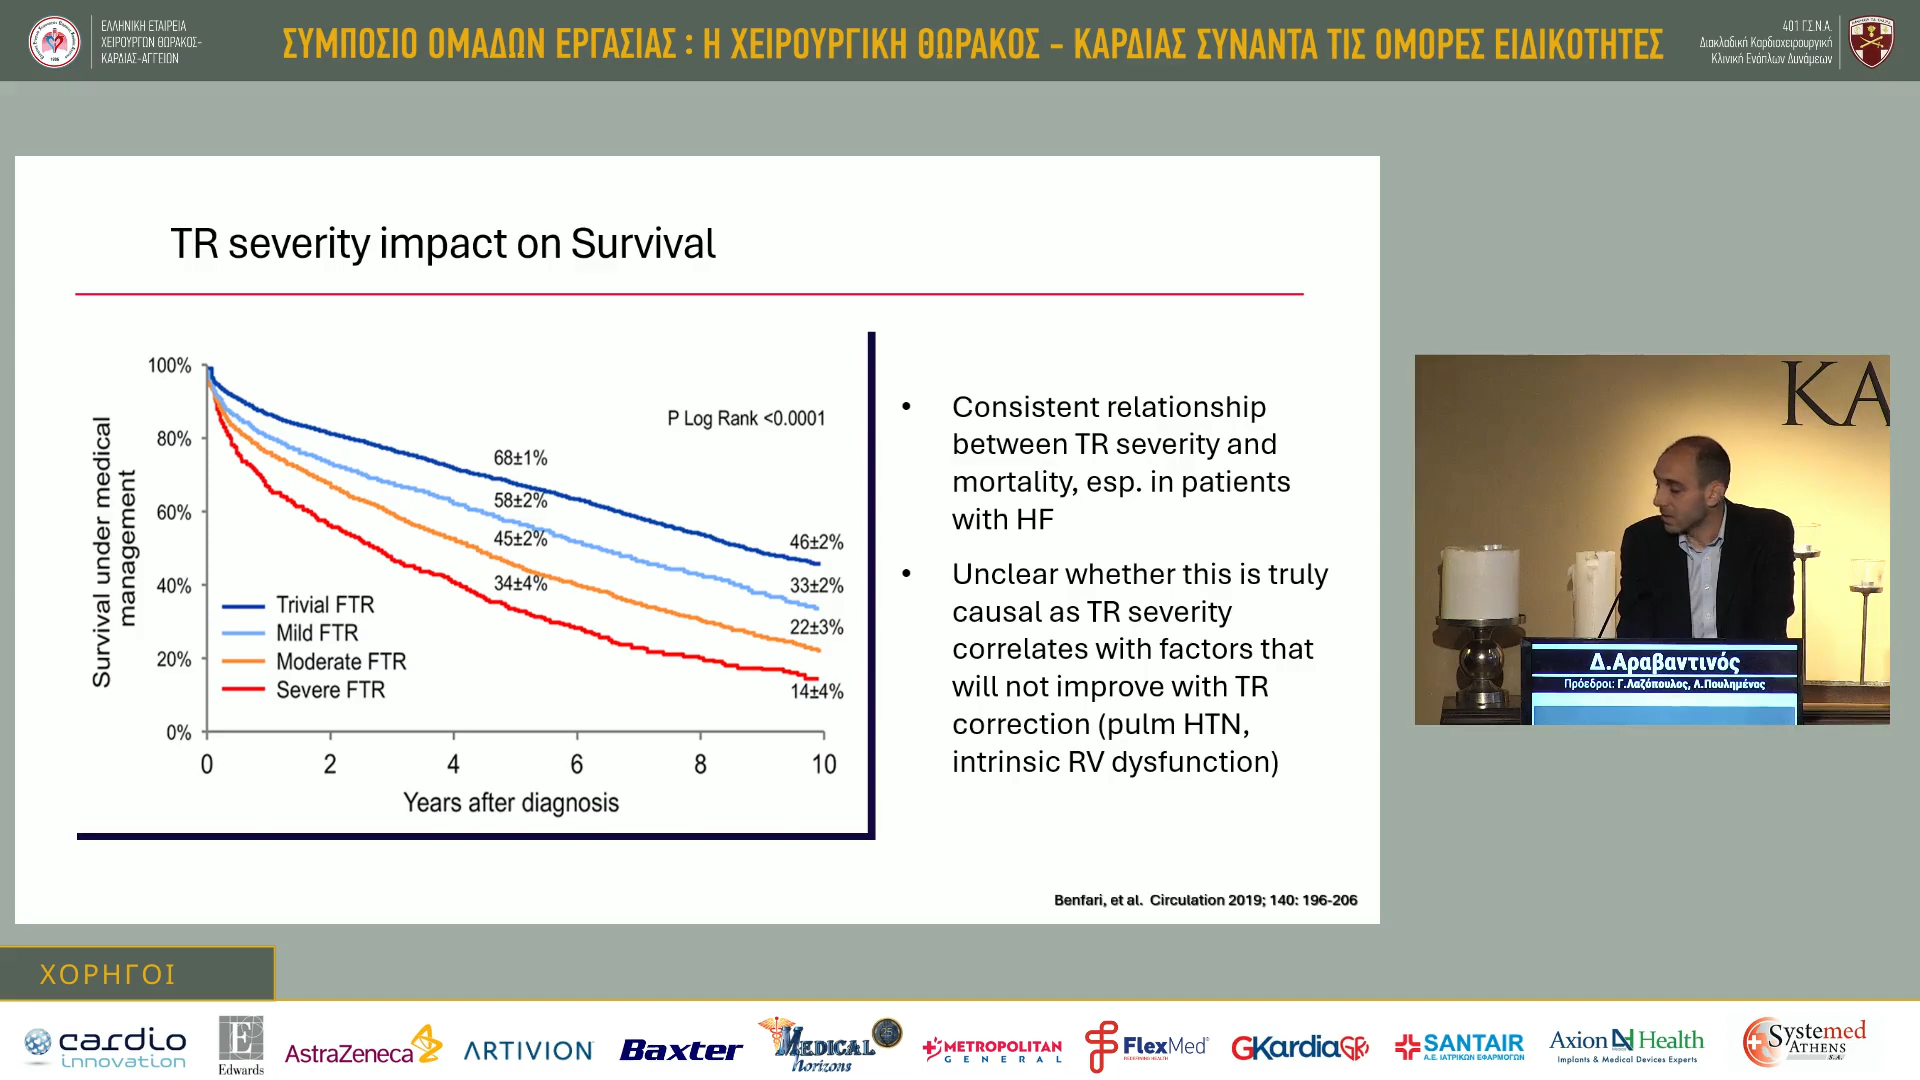 ΕΛΛΗΝΙΚΗ ΕΤΑΙΡΕΙΑ
ΧΕΙΡΟΥΡΓΩΝ ΘΩΡΑΚΟΣ-
ΚΑΡΔΙΑΣ-ΑΓΓΕΙΩΝ
ΣΥΜΠΟΣΙΟ ΟΜΑΔΩΝ ΕΡΓΑΣΙΑΣ : Η ΧΕΙΡΟΥΡΓΙΚΗ ΘΩΡΑΚΟΣ - ΚΑΡΔΙΑΣ ΣΥΝΑΝΤΑ ΤΙΣ ΟΜΟΡΕΣ ΕΙΔΙΚΟΤΗΤΕΣ
401 Γ.Σ.Ν.Α.
Διακλαδική Καρδιοχειρουργική
Κλινική Ενόπλων Δυνάμεων
TR severity impact on Survival
Survival under medical
management
100%
80%
60%
40%
20%
0%
P Log Rank <0.0001
68±1%
58±2%
45±2%
34±4%
46±2%
33±2%
22±3%
14±4%
Trivial FTR
Mild FTR
Moderate FTR
Severe FTR
0 2 4 6 8 10
Years after diagnosis
• Consistent relationship
between TR severity and
mortality, esp. in patients
with HF
• Unclear whether this is truly
causal as TR severity
correlates with factors that
will not improve with TR
correction (pulm HTN,
intrinsic RV dysfunction)
Benfari, et al. Circulation 2019; 140: 196-206
KA
Δ.Αραβαντινός
Πρόεδροι: Γ.Λαζόπουλος, Λ.Πουλημένος
ΧΟΡΗΓΟΙ
cardio
innovation
E
Edwards
AstraZeneca
ARTIVION
Baxter
MEDICAL
Horizons
25
METROPOLITAN
GENERAL
FlexMed
REDEFINING HEALTH
GKardiaGR
SANTAIR
Α.Ε. ΙΑΤΡΙΚΩΝ ΕΦΑΡΜΟΓΩΝ
Axion Health
Implants & Medical Devices Experts
Systemed
ATHENS
S.A.